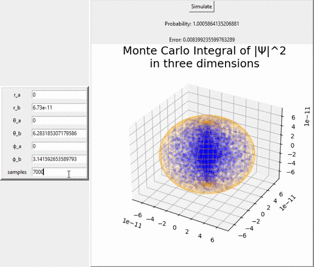 Simulate
Probability: 1.0005864135206881
Error: 0.008399235599763289
Monte Carlo Integral of |Ψ|^2
in three dimensions
r_a 0
r_b 6.73e-11
θ_a 0
θ_b 6.283185307179586
ϕ_a 0
ϕ_b 3.141592653589793
samples 7000
1e−11
6
4
2
0
−2
−4
−6
−6 −4 −2 0 2 4 6
1e−11
−6 −4 −2 0 2 4 6
1e−11